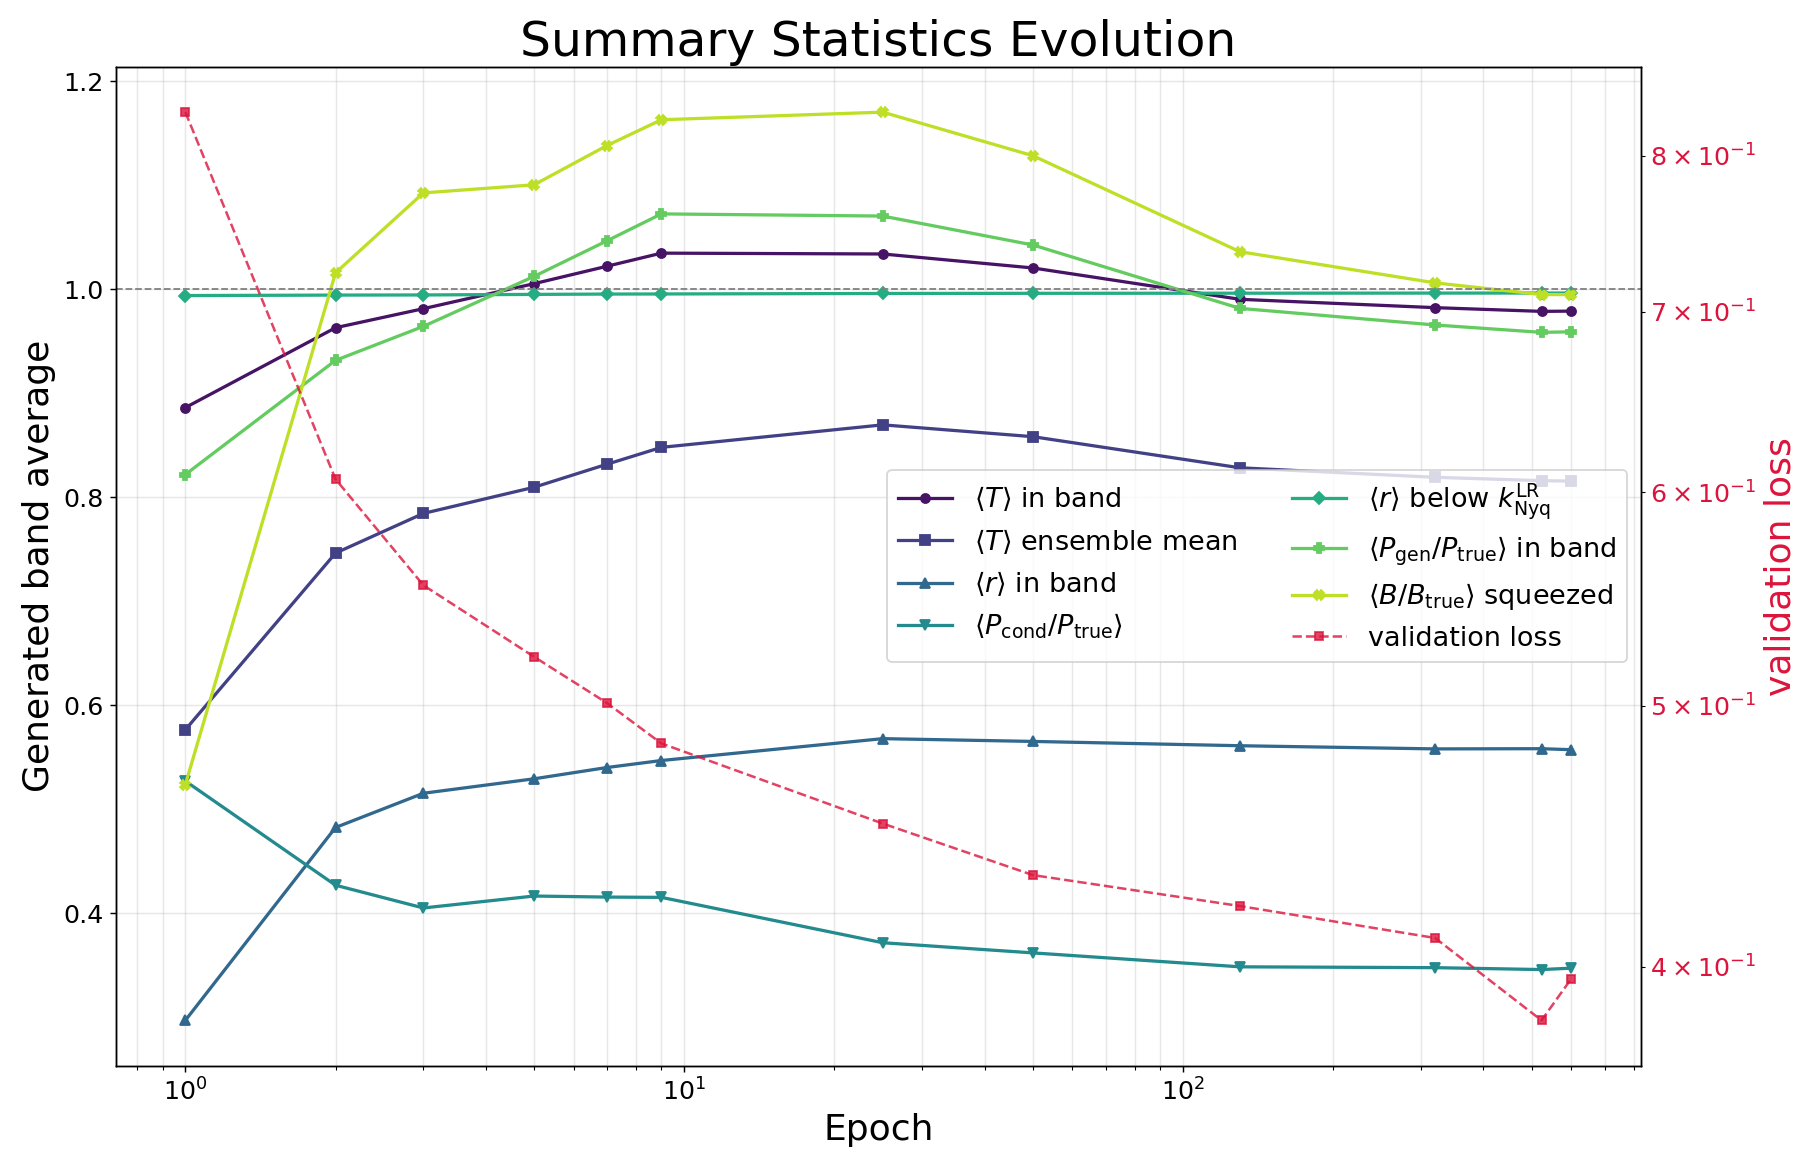 Summary Statistics Evolution
Generated band average
1.2
1.0
0.8
0.6
0.4
10⁰
10¹
10²
Epoch
8 × 10⁻¹
7 × 10⁻¹
6 × 10⁻¹
5 × 10⁻¹
4 × 10⁻¹
validation loss
⟨T⟩ in band
⟨T⟩ ensemble mean
⟨r⟩ in band
⟨P_cond/P_true⟩
⟨r⟩ below k_Nyq^LR
⟨P_gen/P_true⟩ in band
⟨B/B_true⟩ squeezed
validation loss